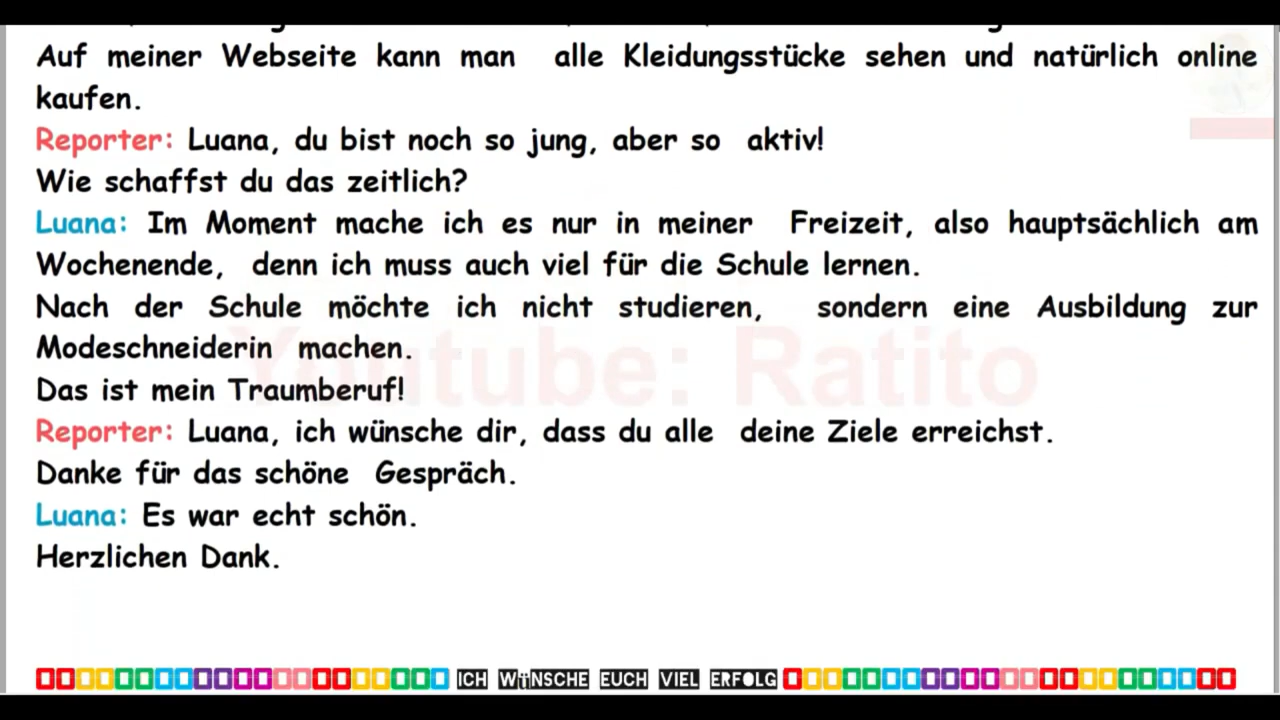 Auf meiner Webseite kann man alle Kleidungsstücke sehen und natürlich online
kaufen.
Reporter: Luana, du bist noch so jung, aber so aktiv!
Wie schaffst du das zeitlich?
Luana: Im Moment mache ich es nur in meiner Freizeit, also hauptsächlich am
Wochenende, denn ich muss auch viel für die Schule lernen.
Nach der Schule möchte ich nicht studieren, sondern eine Ausbildung zur
Modeschneiderin machen.
Das ist mein Traumberuf!
Youtube: Ratito
Reporter: Luana, ich wünsche dir, dass du alle deine Ziele erreichst.
Danke für das schöne Gespräch.
Luana: Es war echt schön.
Herzlichen Dank.
ICH WÜNSCHE EUCH VIEL ERFOLG